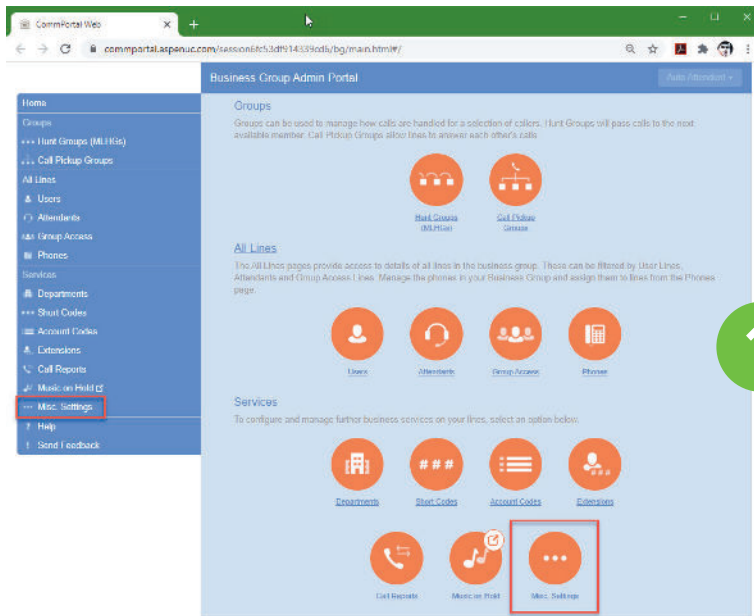 CommPortal Web
commportal.aspenuc.com/session6fc53df914339cd6/bg/main.html#/
Business Group Admin Portal
Auto Attendant
Home
Groups
Hunt Groups (MLHGs)
Call Pickup Groups
All Lines
Users
Attendants
Group Access
Phones
Services
Departments
Short Codes
Account Codes
Extensions
Call Reports
Music on Hold
Misc. Settings
Help
Send Feedback
Groups
Groups can be used to manage how calls are handled for a selection of callers. Hunt Groups will pass calls to the next
available member. Call Pickup Groups allow lines to answer each other's calls
Hunt Groups
(MLHGs)
Call Pickup
Groups
All Lines
The All Lines pages provide access to details of all lines in the business group. These can be filtered by User Lines,
Attendants and Group Access Lines. Manage the phones in your Business Group and assign them to lines from the Phones
page.
Users
Attendants
Group Access
Phones
Services
To configure and manage further business services on your lines, select an option below.
###
Departments
Short Codes
Account Codes
Extensions
Call Reports
Music on Hold
Misc. Settings